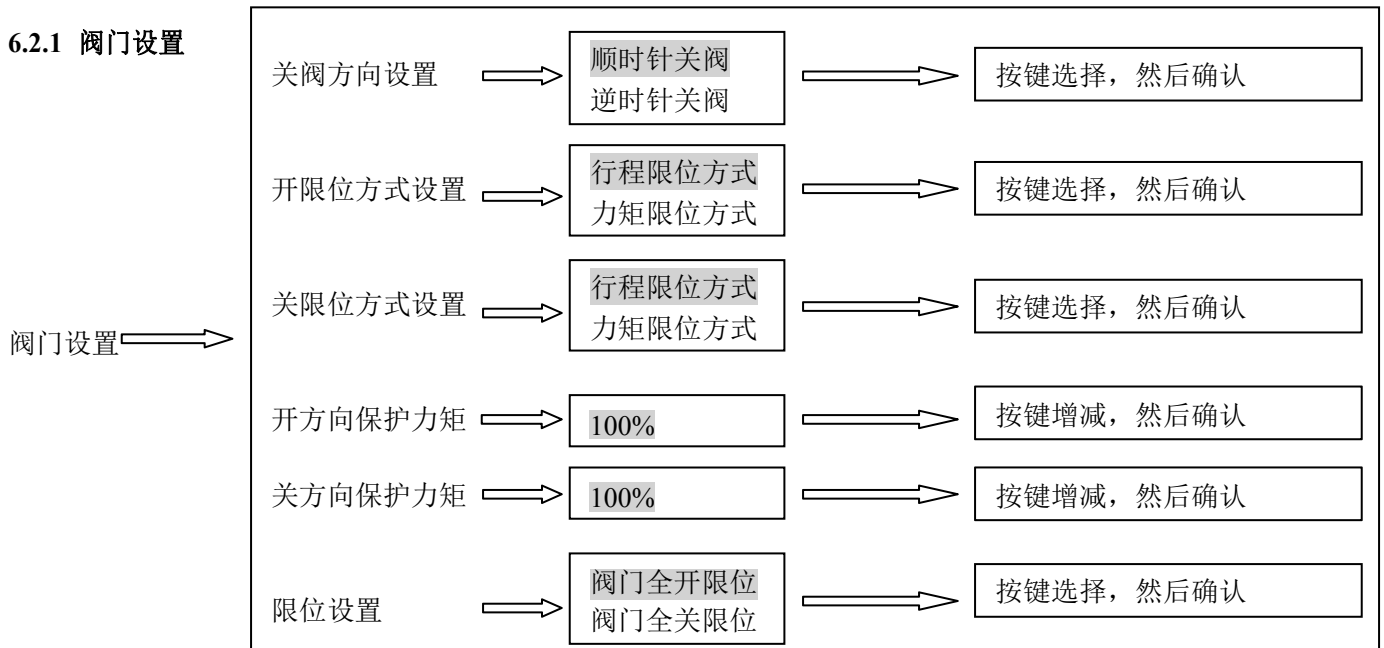 6.2.1 阀门设置
关阀方向设置
顺时针关阀
逆时针关阀
按键选择，然后确认
开限位方式设置
行程限位方式
力矩限位方式
按键选择，然后确认
关限位方式设置
行程限位方式
力矩限位方式
按键选择，然后确认
阀门设置
开方向保护力矩
100%
按键增减，然后确认
关方向保护力矩
100%
按键增减，然后确认
限位设置
阀门全开限位
阀门全关限位
按键选择，然后确认